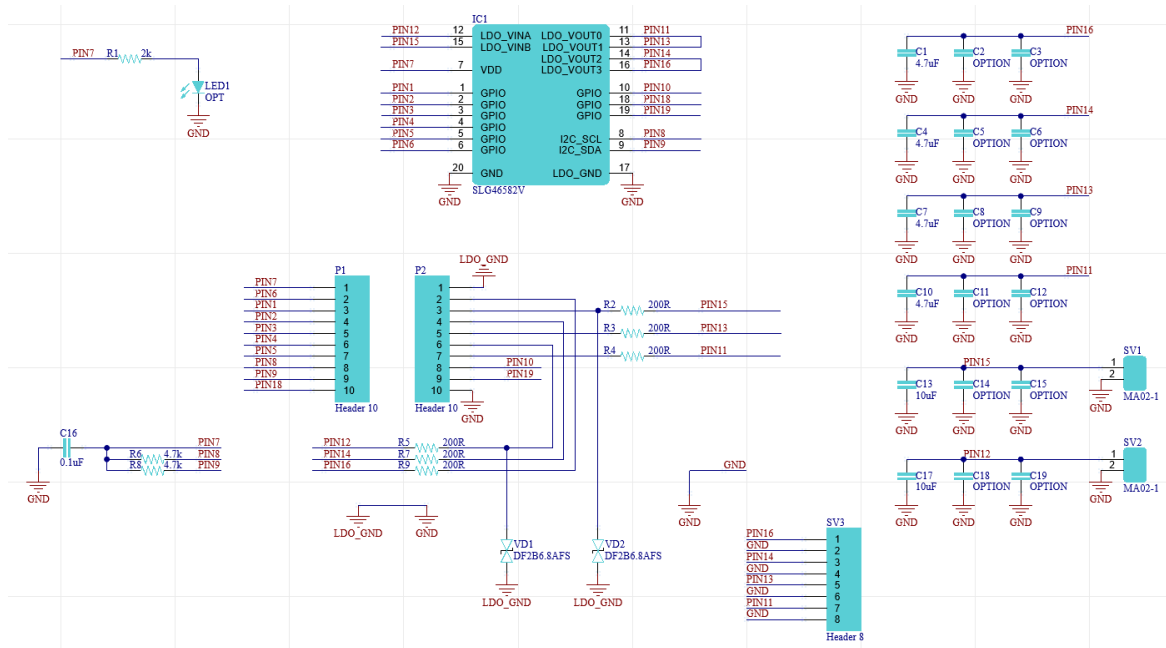 IC1
PIN12 12 LDO_VINA LDO_VOUT0 11 PIN11
PIN15 15 LDO_VINB LDO_VOUT1 13 PIN13
LDO_VOUT2 14 PIN14
PIN7 7 VDD LDO_VOUT3 16 PIN16
PIN1 1 GPIO GPIO 10 PIN10
PIN2 2 GPIO GPIO 18 PIN18
PIN3 3 GPIO GPIO 19 PIN19
PIN4 4 GPIO
PIN5 5 GPIO I2C_SCL 8 PIN8
PIN6 6 GPIO I2C_SDA 9 PIN9
20 GND LDO_GND 17
SLG46582V
GND GND
PIN7 R1 2k
LED1
OPT
GND
PIN16
C1 C2 C3
4.7uF OPTION OPTION
GND GND GND
PIN14
C4 C5 C6
4.7uF OPTION OPTION
GND GND GND
PIN13
C7 C8 C9
4.7uF OPTION OPTION
GND GND GND
PIN11
C10 C11 C12
4.7uF OPTION OPTION
GND GND GND
PIN15
C13 C14 C15
10uF OPTION OPTION
GND GND GND
SV1
1
2
MA02-1
GND
PIN12
C17 C18 C19
10uF OPTION OPTION
GND GND GND
SV2
1
2
MA02-1
GND
P1
PIN7 1
PIN6 2
PIN1 3
PIN2 4
PIN3 5
PIN4 6
PIN5 7
PIN8 8
PIN9 9
PIN18 10
Header 10
P2
LDO_GND
1
2
3
4
5
6
7
8 PIN10
9 PIN19
10
Header 10
GND
R2 200R PIN15
R3 200R PIN13
R4 200R PIN11
C16
0.1uF
GND
PIN7
R6 4.7k PIN8
R8 4.7k PIN9
PIN12 R5 200R
PIN14 R7 200R
PIN16 R9 200R
LDO_GND GND
VD1
DF2B6.8AFS
LDO_GND
VD2
DF2B6.8AFS
LDO_GND
GND
GND
SV3
PIN16 1
GND 2
PIN14 3
GND 4
PIN13 5
GND 6
PIN11 7
GND 8
Header 8